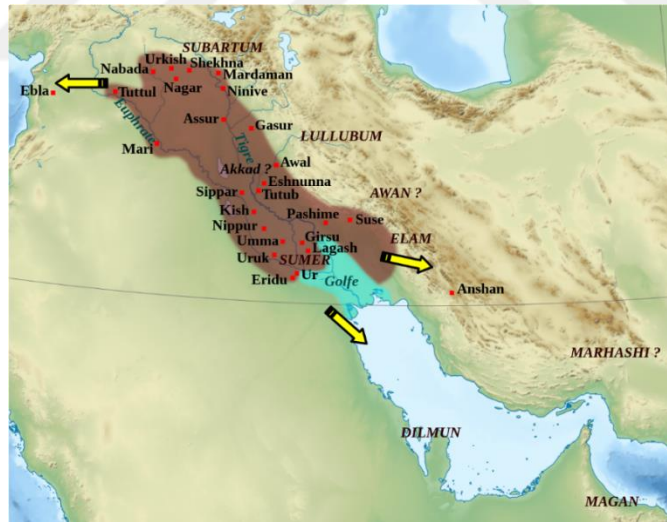 SUBARTUM
Urkish
Shekhna
Nabada
Mardaman
Nagar
Ninive
Ebla
Tuttul
Euphrate
Assur
Gasur
Tigre
LULLUBUM
Mari
Akkad ?
Awal
Eshnunna
Tutub
Sippar
AWAN ?
Kish
Pashime
Suse
Nippur
Umma
Girsu
ELAM
Lagash
Uruk
SUMER
Ur
Eridu
Golfe
Anshan
MARHASHI ?
DILMUN
MAGAN